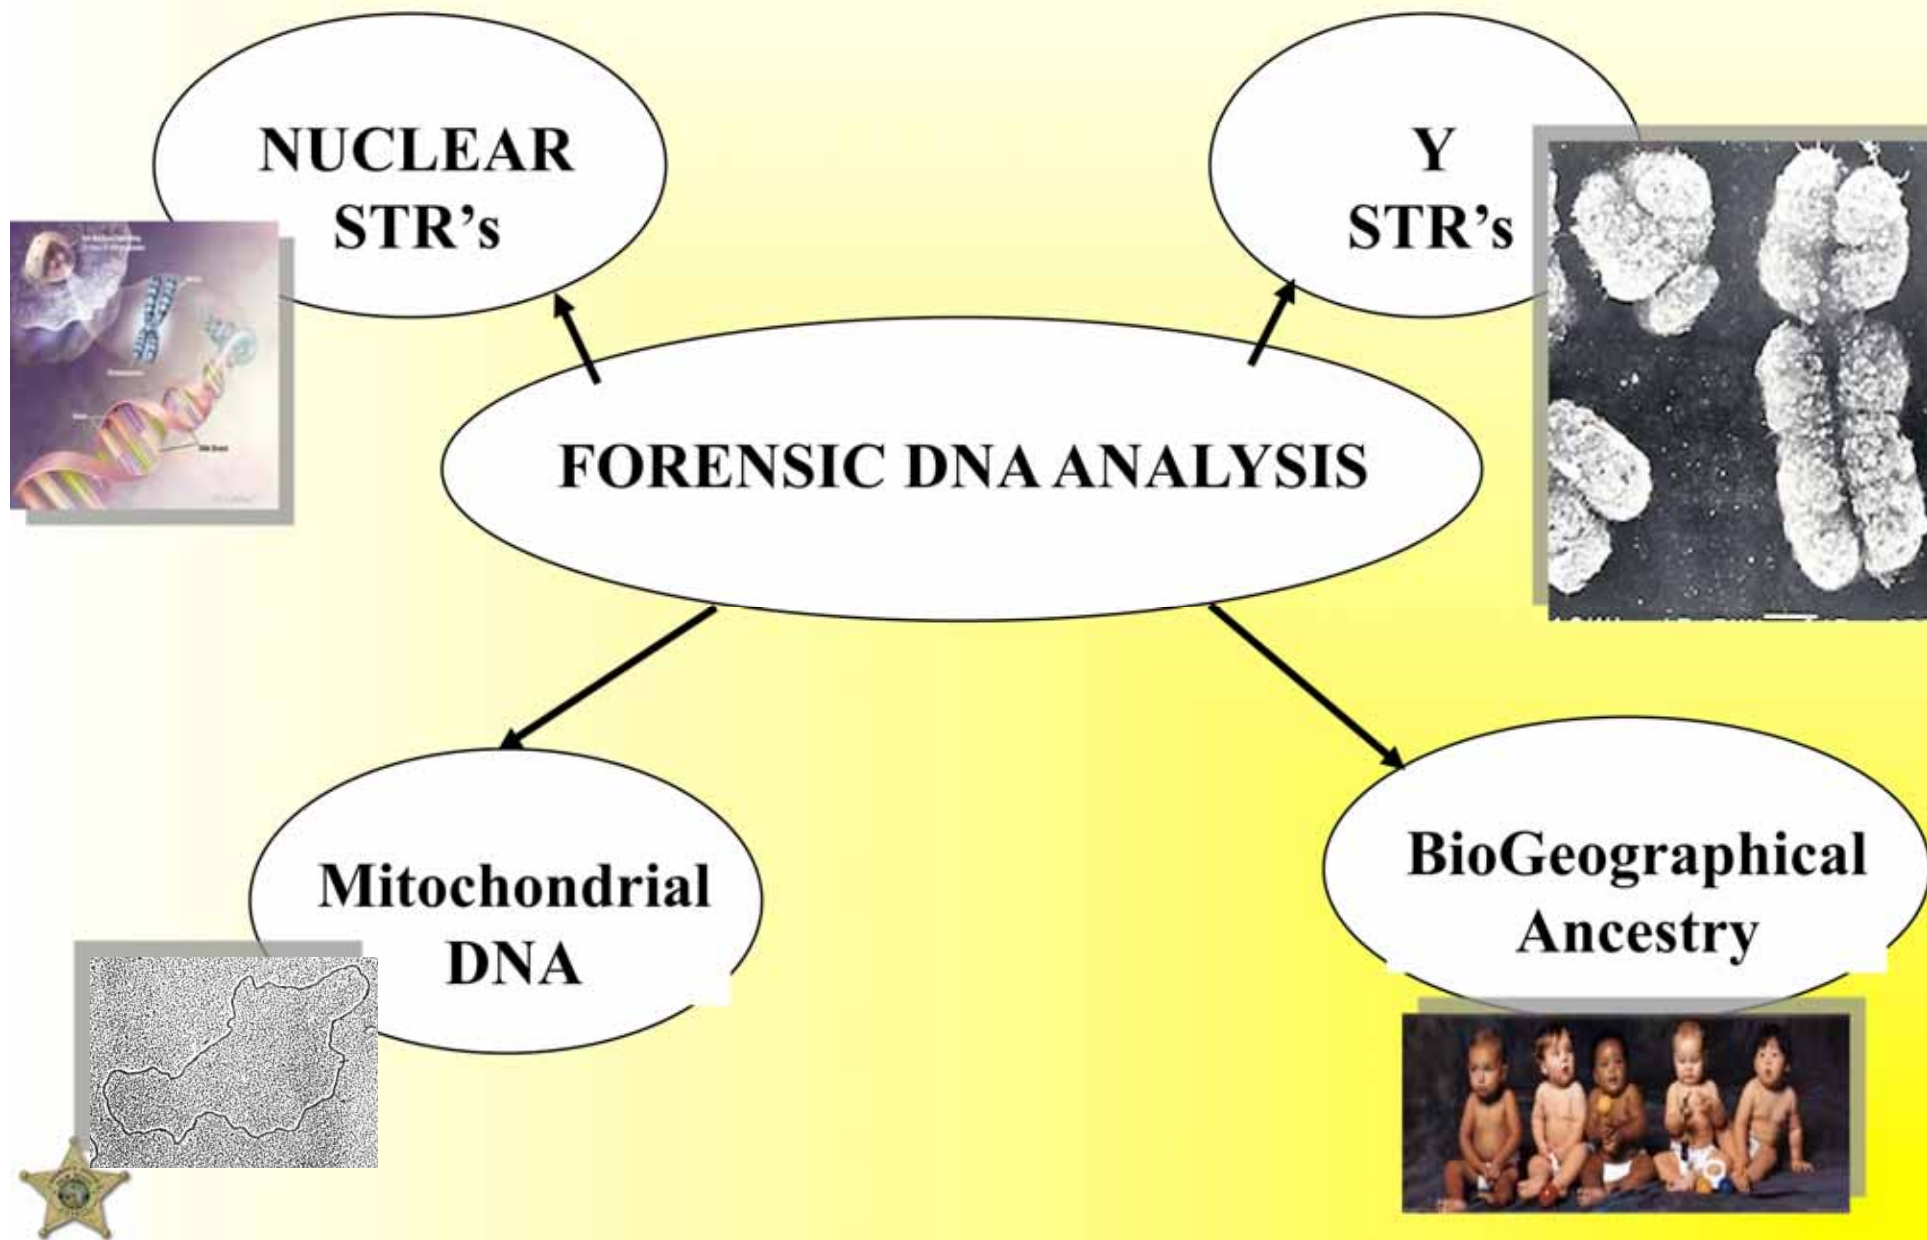 NUCLEAR
STR’s
Y
STR’s
FORENSIC DNA ANALYSIS
Mitochondrial
DNA
BioGeographical
Ancestry